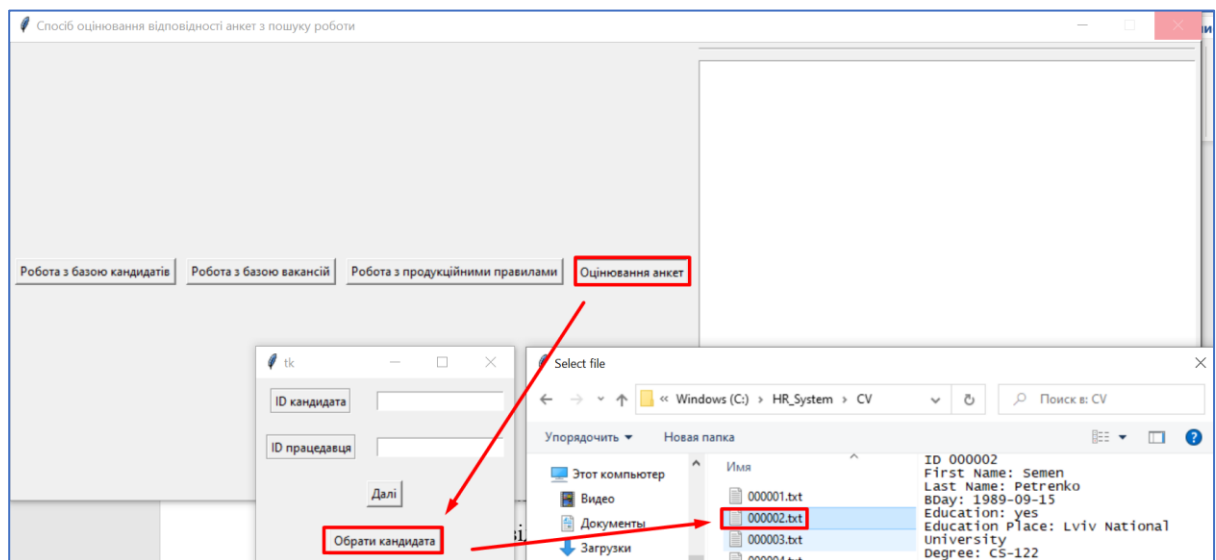 Спосіб оцінювання відповідності анкет з пошуку роботи
Робота з базою кандидатів
Робота з базою вакансій
Робота з продукційними правилами
Оцінювання анкет
tk
ID кандидата
ID працедавця
Далі
Обрати кандидата
Select file
« Windows (C:) › HR_System › CV
Поиск в: CV
Упорядочить
Новая папка
Этот компьютер
Видео
Документы
Загрузки
Имя
000001.txt
000002.txt
000003.txt
000004.txt
ID 000002
First Name: Semen
Last Name: Petrenko
BDay: 1989-09-15
Education: yes
Education Place: Lviv National
University
Degree: CS-122